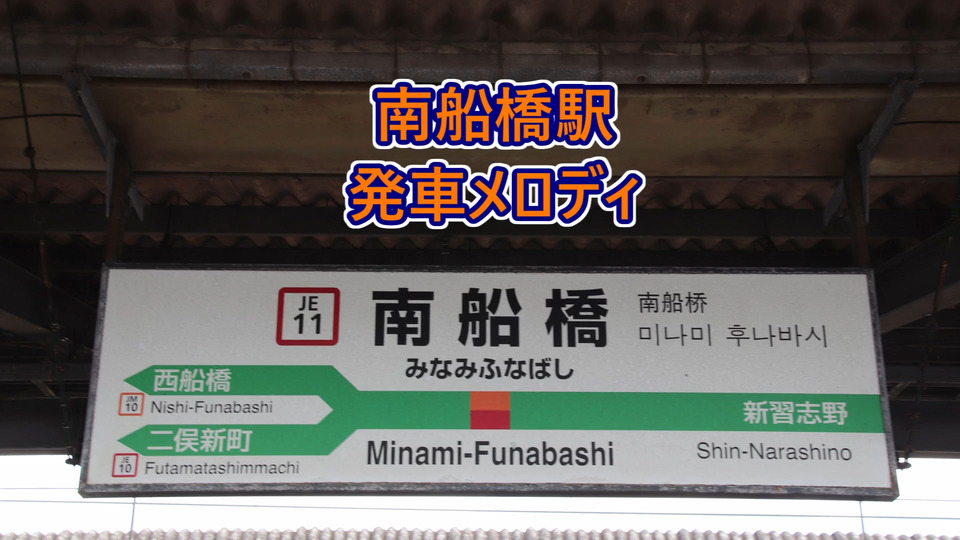 南船橋駅
発車メロディ
JE
11
南船橋
南船桥
미나미 후나바시
みなみふなばし
西船橋
JM
10
Nishi-Funabashi
二俣新町
JE
10
Futamatashimmachi
Minami-Funabashi
新習志野
Shin-Narashino